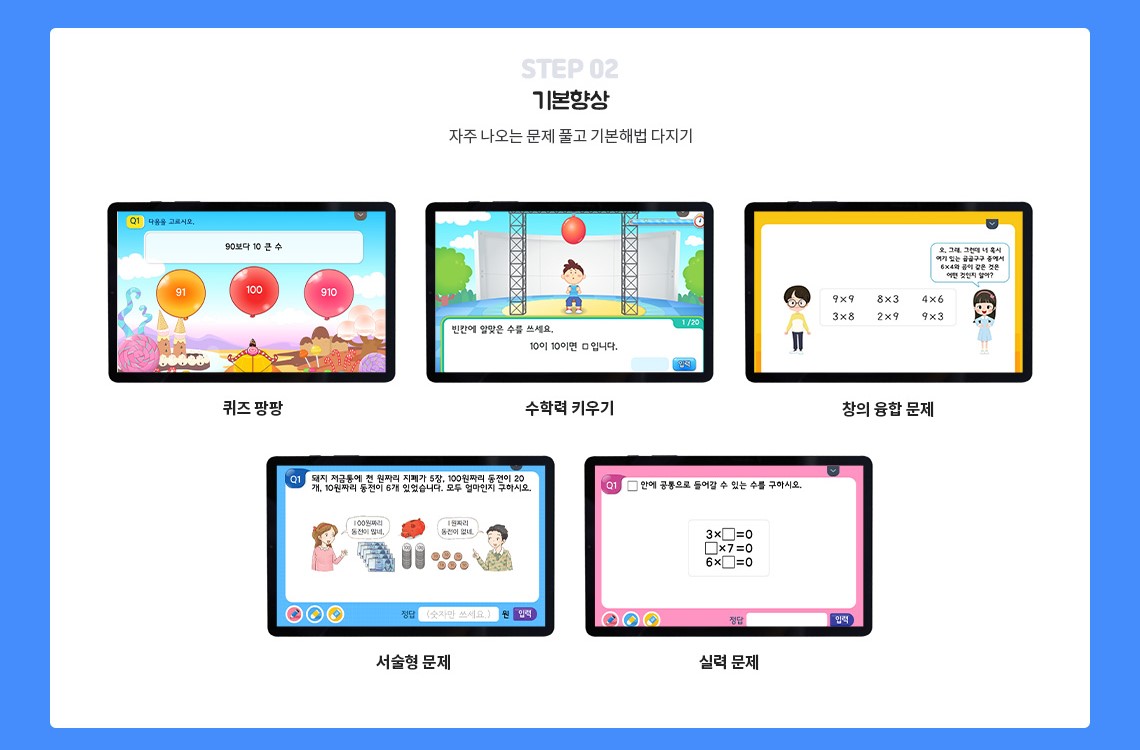 STEP 02
기본향상
자주 나오는 문제 풀고 기본해법 다지기
Q1 다음을 고르시오.
90보다 10 큰 수
91
100
910
퀴즈 팡팡
1 /20
빈칸에 알맞은 수를 쓰세요.
10이 10이면 □입니다.
입력
수학력 키우기
오, 그래. 그런데 너 혹시
여기 있는 곱셈구구 중에서
6×4와 곱이 같은 것은
어떤 것인지 알아?
9×9 8×3 4×6
3×8 2×9 9×3
창의 융합 문제
Q1 돼지 저금통에 천 원짜리 지폐가 5장, 100원짜리 동전이 20
개, 10원짜리 동전이 6개 있었습니다. 모두 얼마인지 구하시오.
100원짜리
동전이 많네.
1원짜리
동전이 없네.
정답 (숫자만 쓰세요.) 원 입력
서술형 문제
Q1 □ 안에 공통으로 들어갈 수 있는 수를 구하시오.
3×□=0
□×7=0
6×□=0
정답 입력
실력 문제